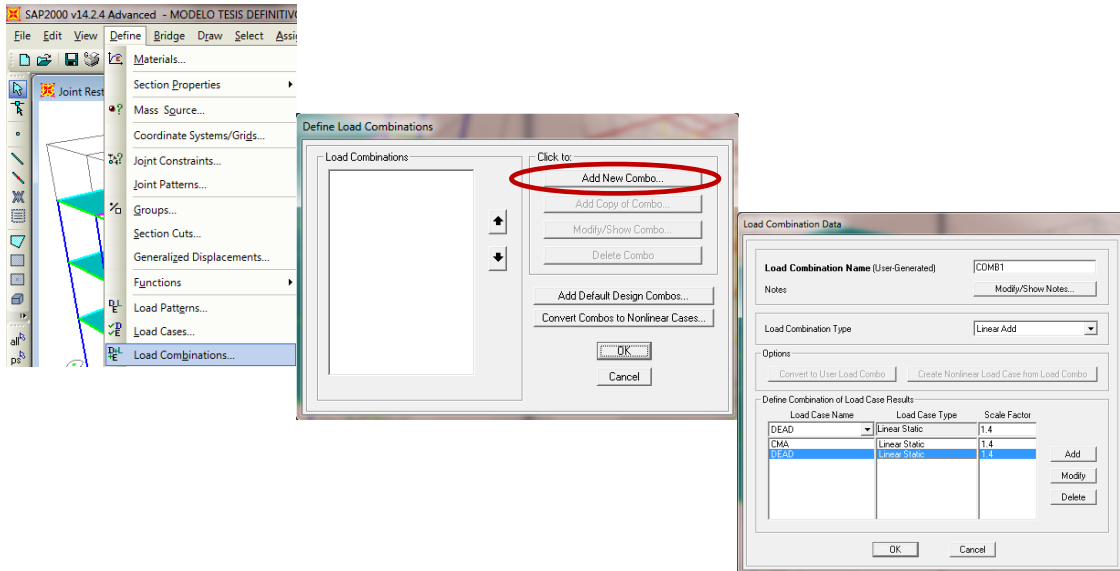 SAP2000 v14.2.4 Advanced - MODELO TESIS DEFINITIV
File Edit View Define Bridge Draw Select Assi
Joint Rest
Materials...
Section Properties
Mass Source...
Coordinate Systems/Grids...
Joint Constraints...
Joint Patterns...
Groups...
Section Cuts...
Generalized Displacements...
Functions
Load Patterns...
Load Cases...
Load Combinations...
all
ps
Define Load Combinations
Load Combinations
Click to:
Add New Combo...
Add Copy of Combo...
Modify/Show Combo...
Delete Combo
Add Default Design Combos...
Convert Combos to Nonlinear Cases...
OK
Cancel
Load Combination Data
Load Combination Name (User-Generated) COMB1
Notes Modify/Show Notes...
Load Combination Type Linear Add
Options
Convert to User Load Combo Create Nonlinear Load Case from Load Combo
Define Combination of Load Case Results
Load Case Name Load Case Type Scale Factor
DEAD Linear Static 1.4
CMA Linear Static 1.4
DEAD Linear Static 1.4
Add
Modify
Delete
OK Cancel